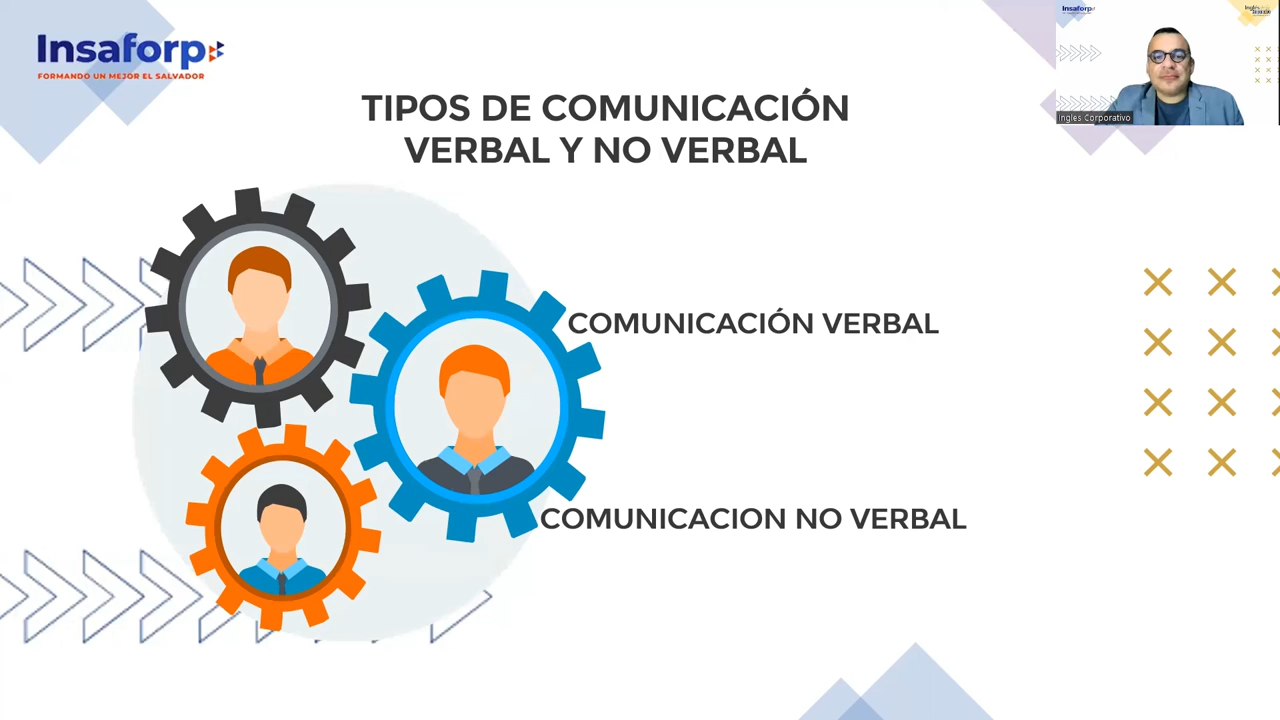 Insaforp
FORMANDO UN MEJOR EL SALVADOR
TIPOS DE COMUNICACIÓN
VERBAL Y NO VERBAL
COMUNICACIÓN VERBAL
COMUNICACION NO VERBAL
Insaforp
Ingles Corporativo